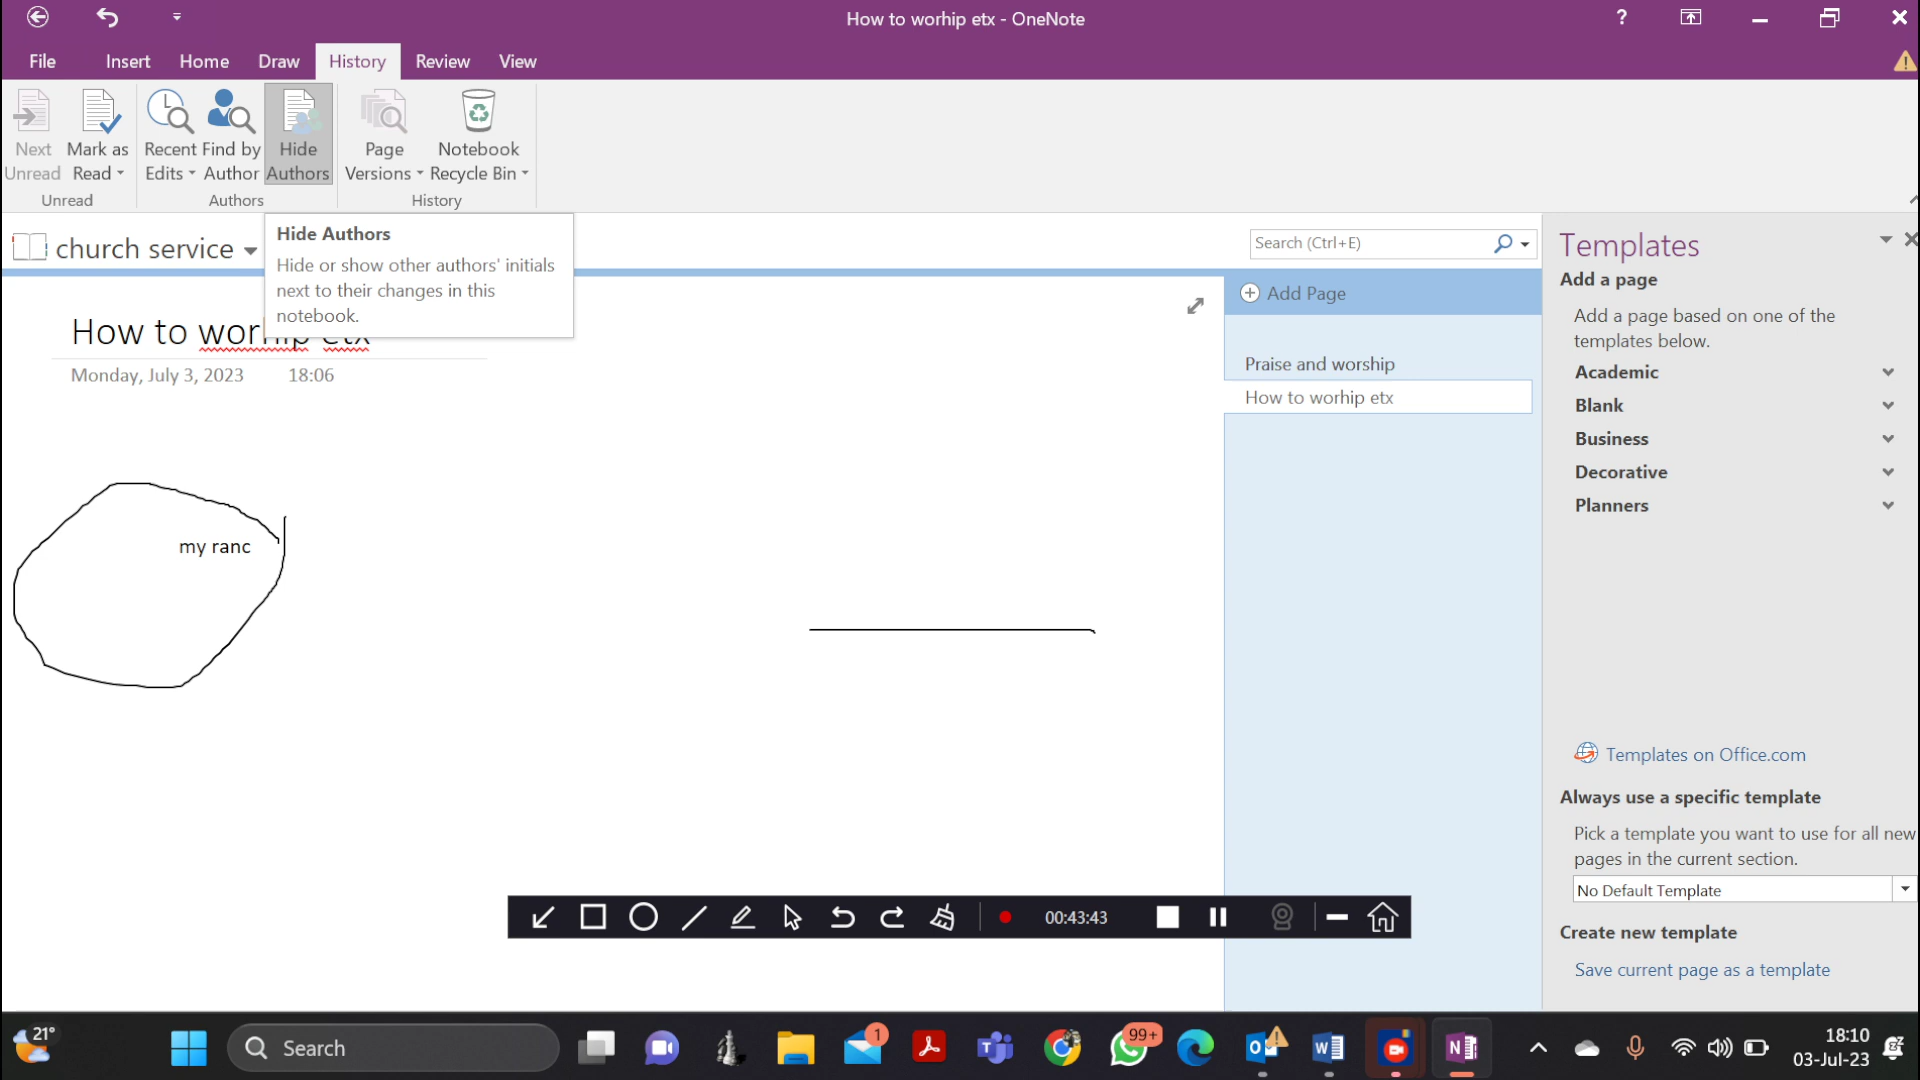 How to worhip etx - OneNote
?
File Insert Home Draw History Review View
Next Unread
Mark as Read
Recent Edits
Find by Author
Hide Authors
Page Versions
Notebook Recycle Bin
Unread
Authors
History
church service
Hide Authors
Hide or show other authors' initials
next to their changes in this
notebook.
Search (Ctrl+E)
How to worhip etx
Monday, July 3, 2023 18:06
my ranc
Add Page
Praise and worship
How to worhip etx
Templates
Add a page
Add a page based on one of the
templates below.
Academic
Blank
Business
Decorative
Planners
Templates on Office.com
Always use a specific template
Pick a template you want to use for all new
pages in the current section.
No Default Template
Create new template
Save current page as a template
00:43:43
21°
Search
1
99+
18:10
03-Jul-23